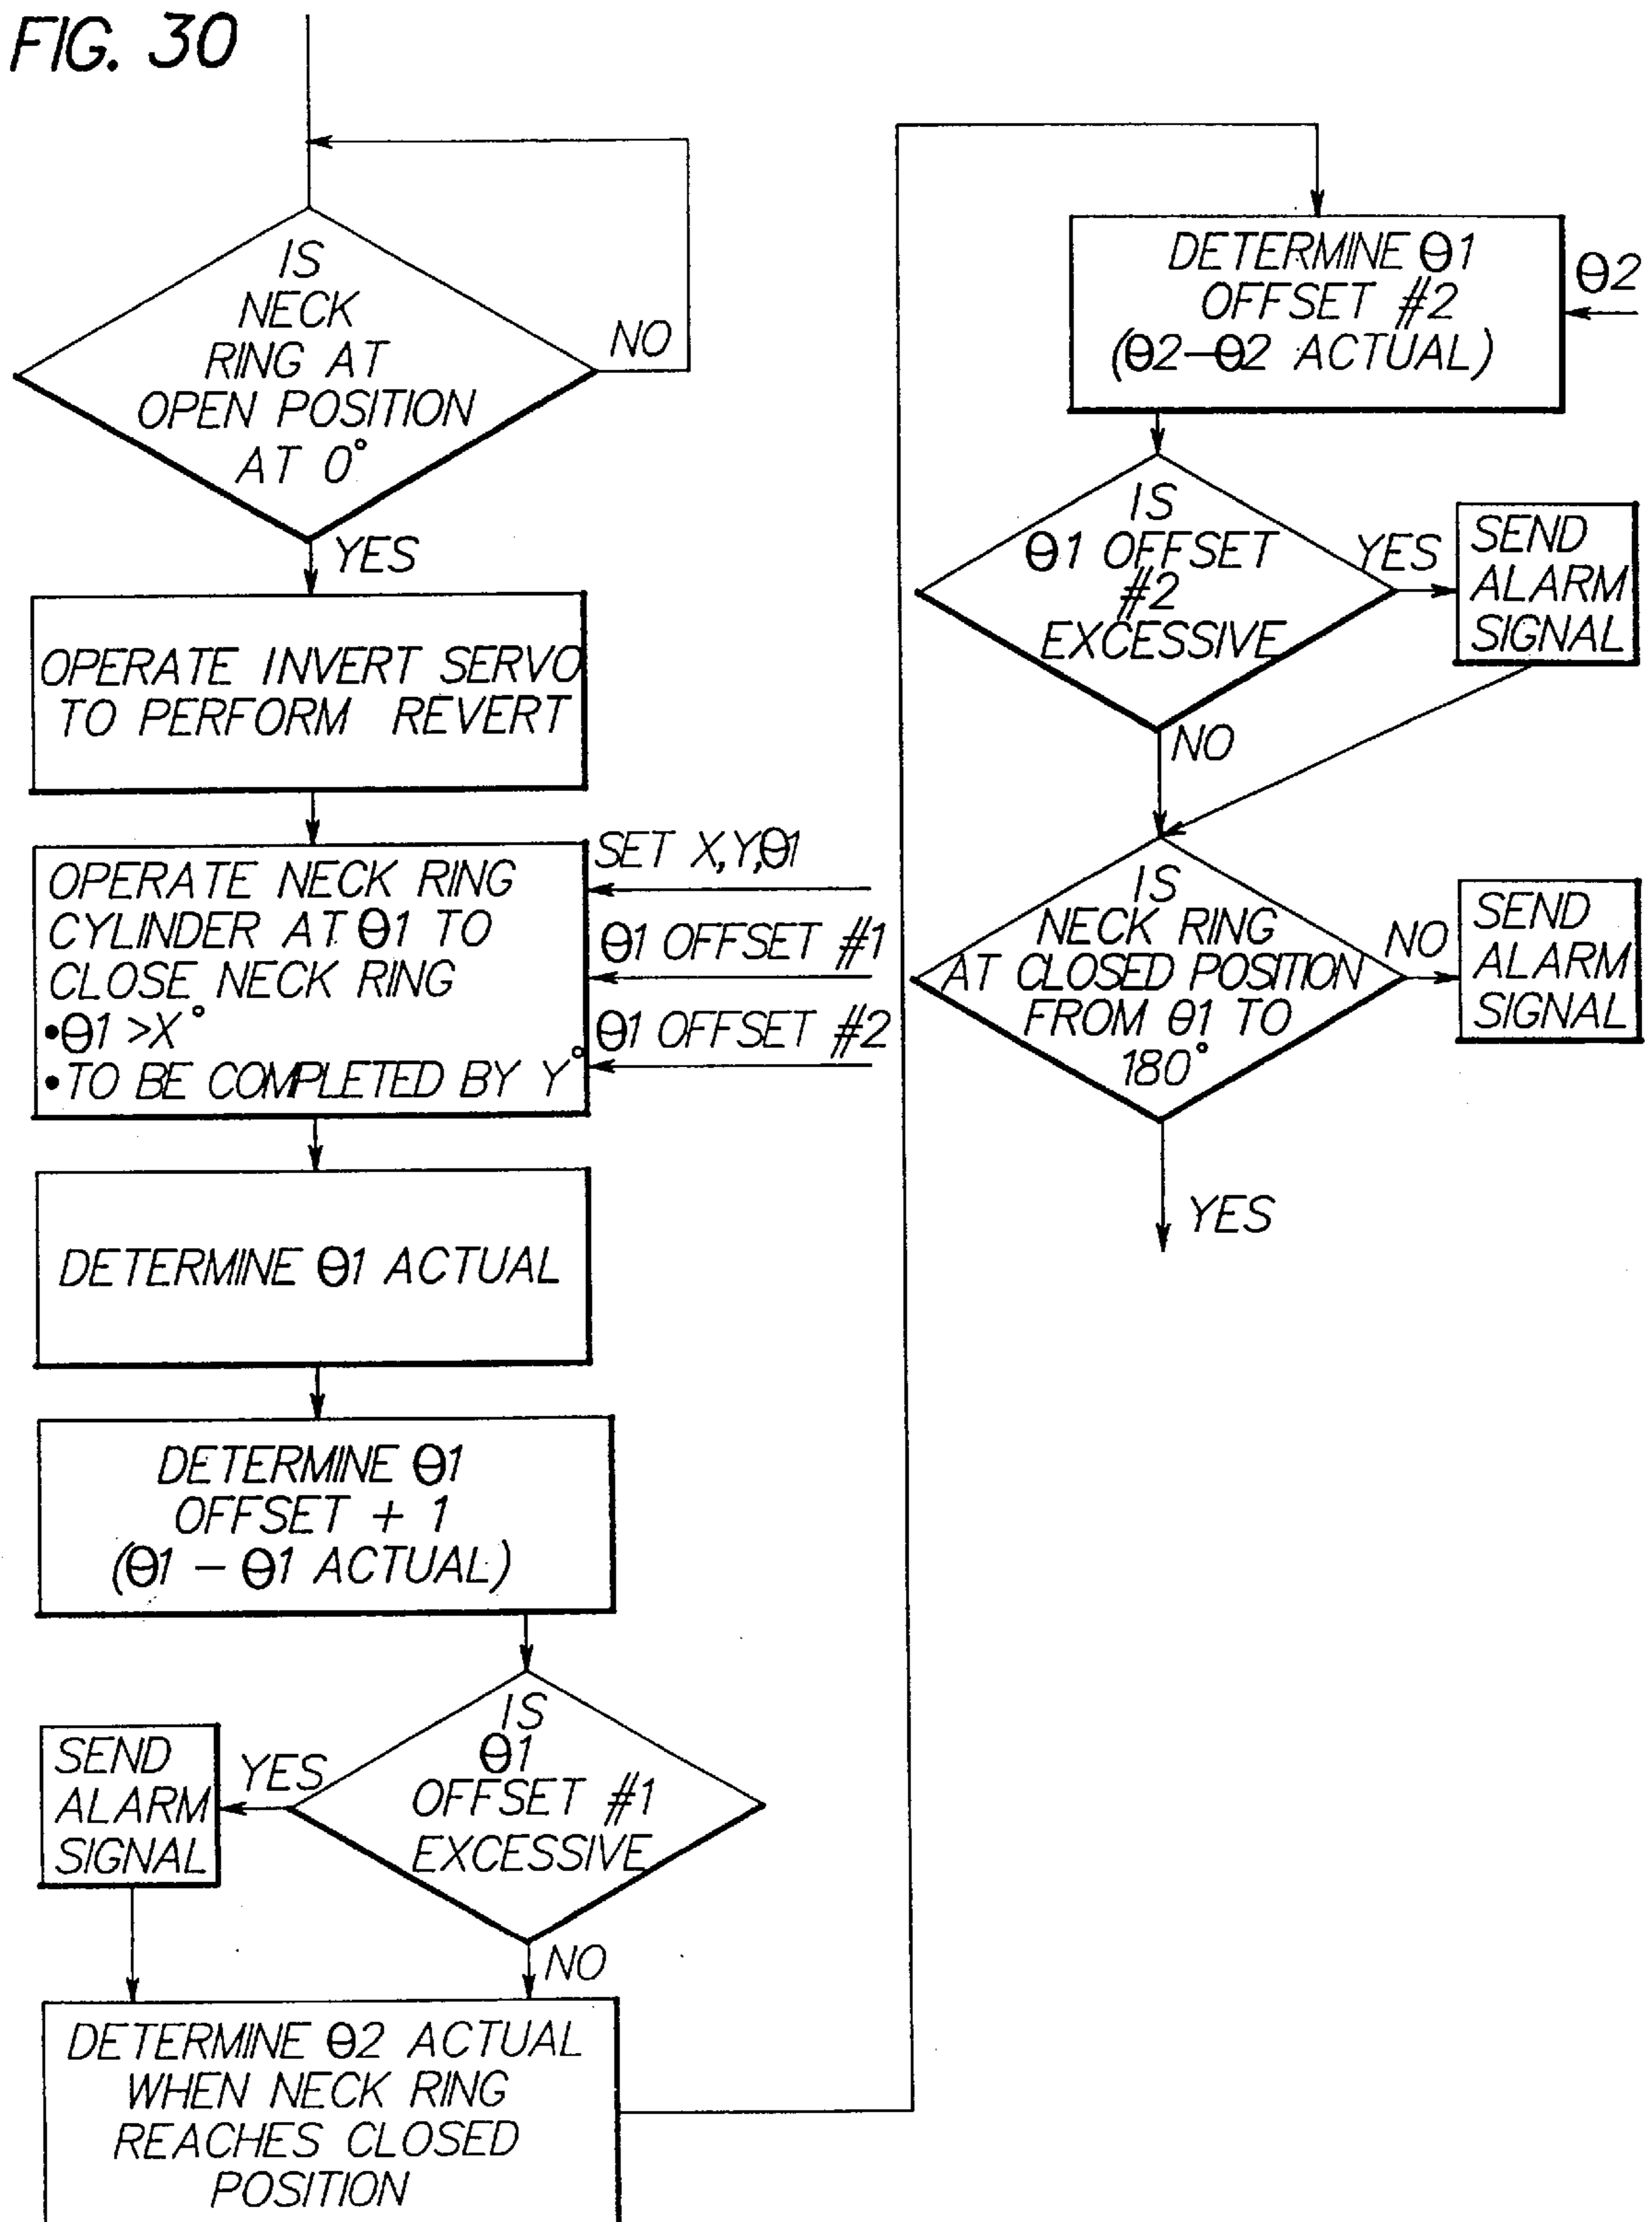 FIG. 30
IS
NECK
RING AT
OPEN POSITION
AT 0°
NO
YES
OPERATE INVERT SERVO
TO PERFORM REVERT
OPERATE NECK RING
CYLINDER AT θ1 TO
CLOSE NECK RING
•θ1 >X°
•TO BE COMPLETED BY Y°
SET X,Y,θ1
θ1 OFFSET #1
θ1 OFFSET #2
DETERMINE θ1 ACTUAL
DETERMINE θ1
OFFSET + 1
(θ1 – θ1 ACTUAL)
IS
θ1
OFFSET #1
EXCESSIVE
YES
SEND
ALARM
SIGNAL
NO
DETERMINE θ2 ACTUAL
WHEN NECK RING
REACHES CLOSED
POSITION
DETERMINE θ1
OFFSET #2
(θ2–θ2 ACTUAL)
θ2
IS
θ1 OFFSET
#2
EXCESSIVE
YES
SEND
ALARM
SIGNAL
NO
IS
NECK RING
AT CLOSED POSITION
FROM θ1 TO
180°
NO
SEND
ALARM
SIGNAL
YES